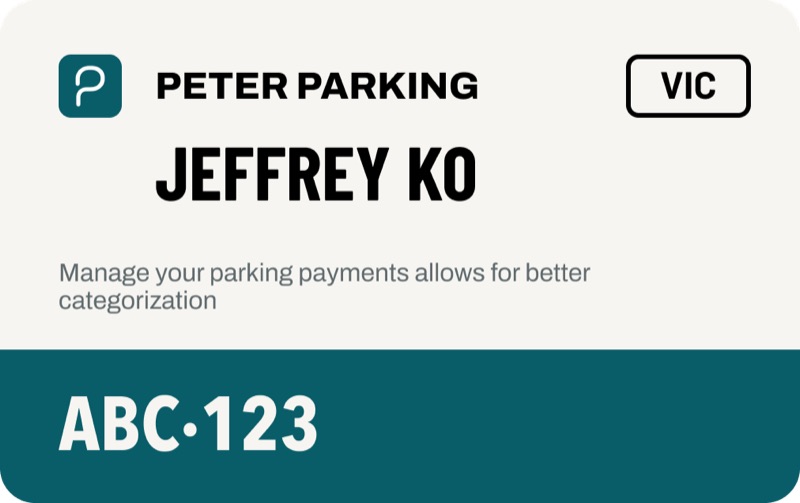 PETER PARKING
VIC
JEFFREY KO
Manage your parking payments allows for better
categorization
ABC·123